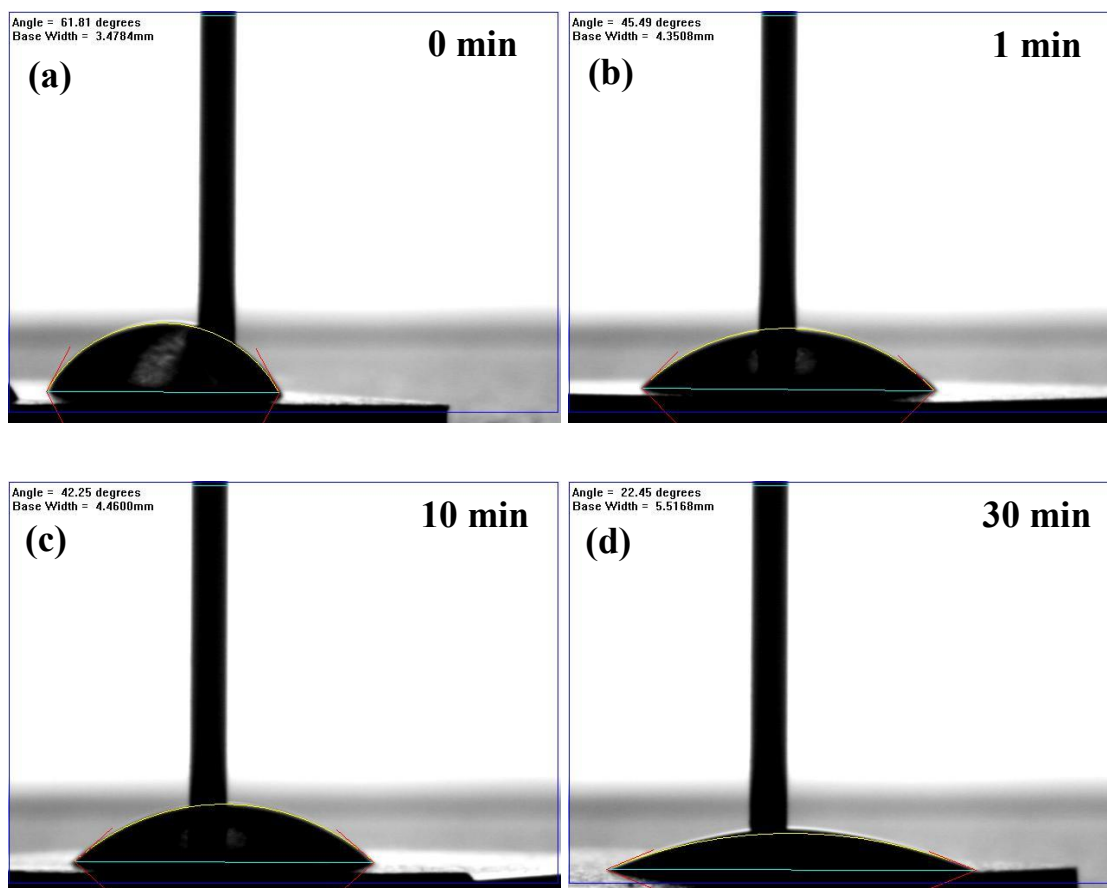 Angle = 61.81 degrees
Base Width = 3.4784mm
0 min
(a)
Angle = 45.49 degrees
Base Width = 4.3508mm
1 min
(b)
Angle = 42.25 degrees
Base Width = 4.4600mm
10 min
(c)
Angle = 22.45 degrees
Base Width = 5.5168mm
30 min
(d)